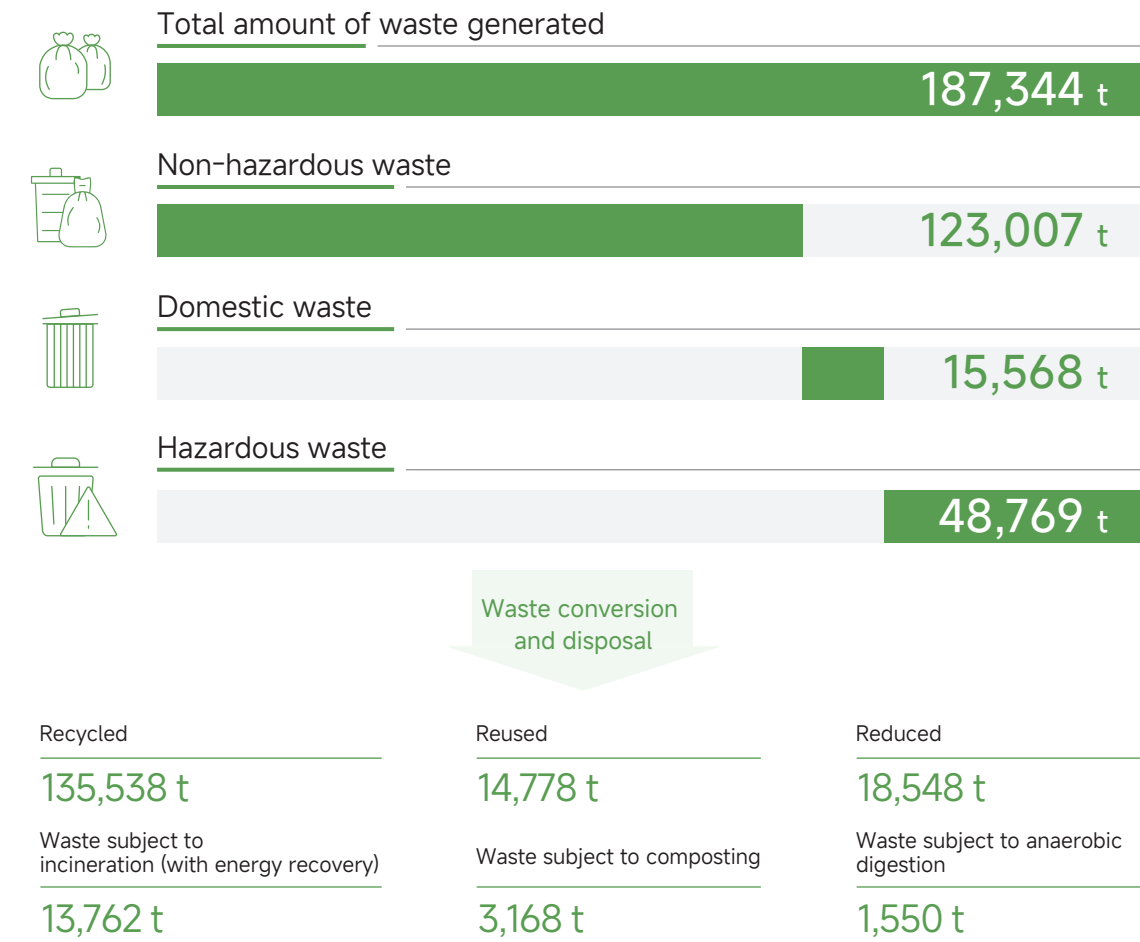 Total amount of waste generated
187,344 t
Non-hazardous waste
123,007 t
Domestic waste
15,568 t
Hazardous waste
48,769 t
Waste conversion
and disposal
Recycled
135,538 t
Reused
14,778 t
Reduced
18,548 t
Waste subject to
incineration (with energy recovery)
13,762 t
Waste subject to composting
3,168 t
Waste subject to anaerobic
digestion
1,550 t